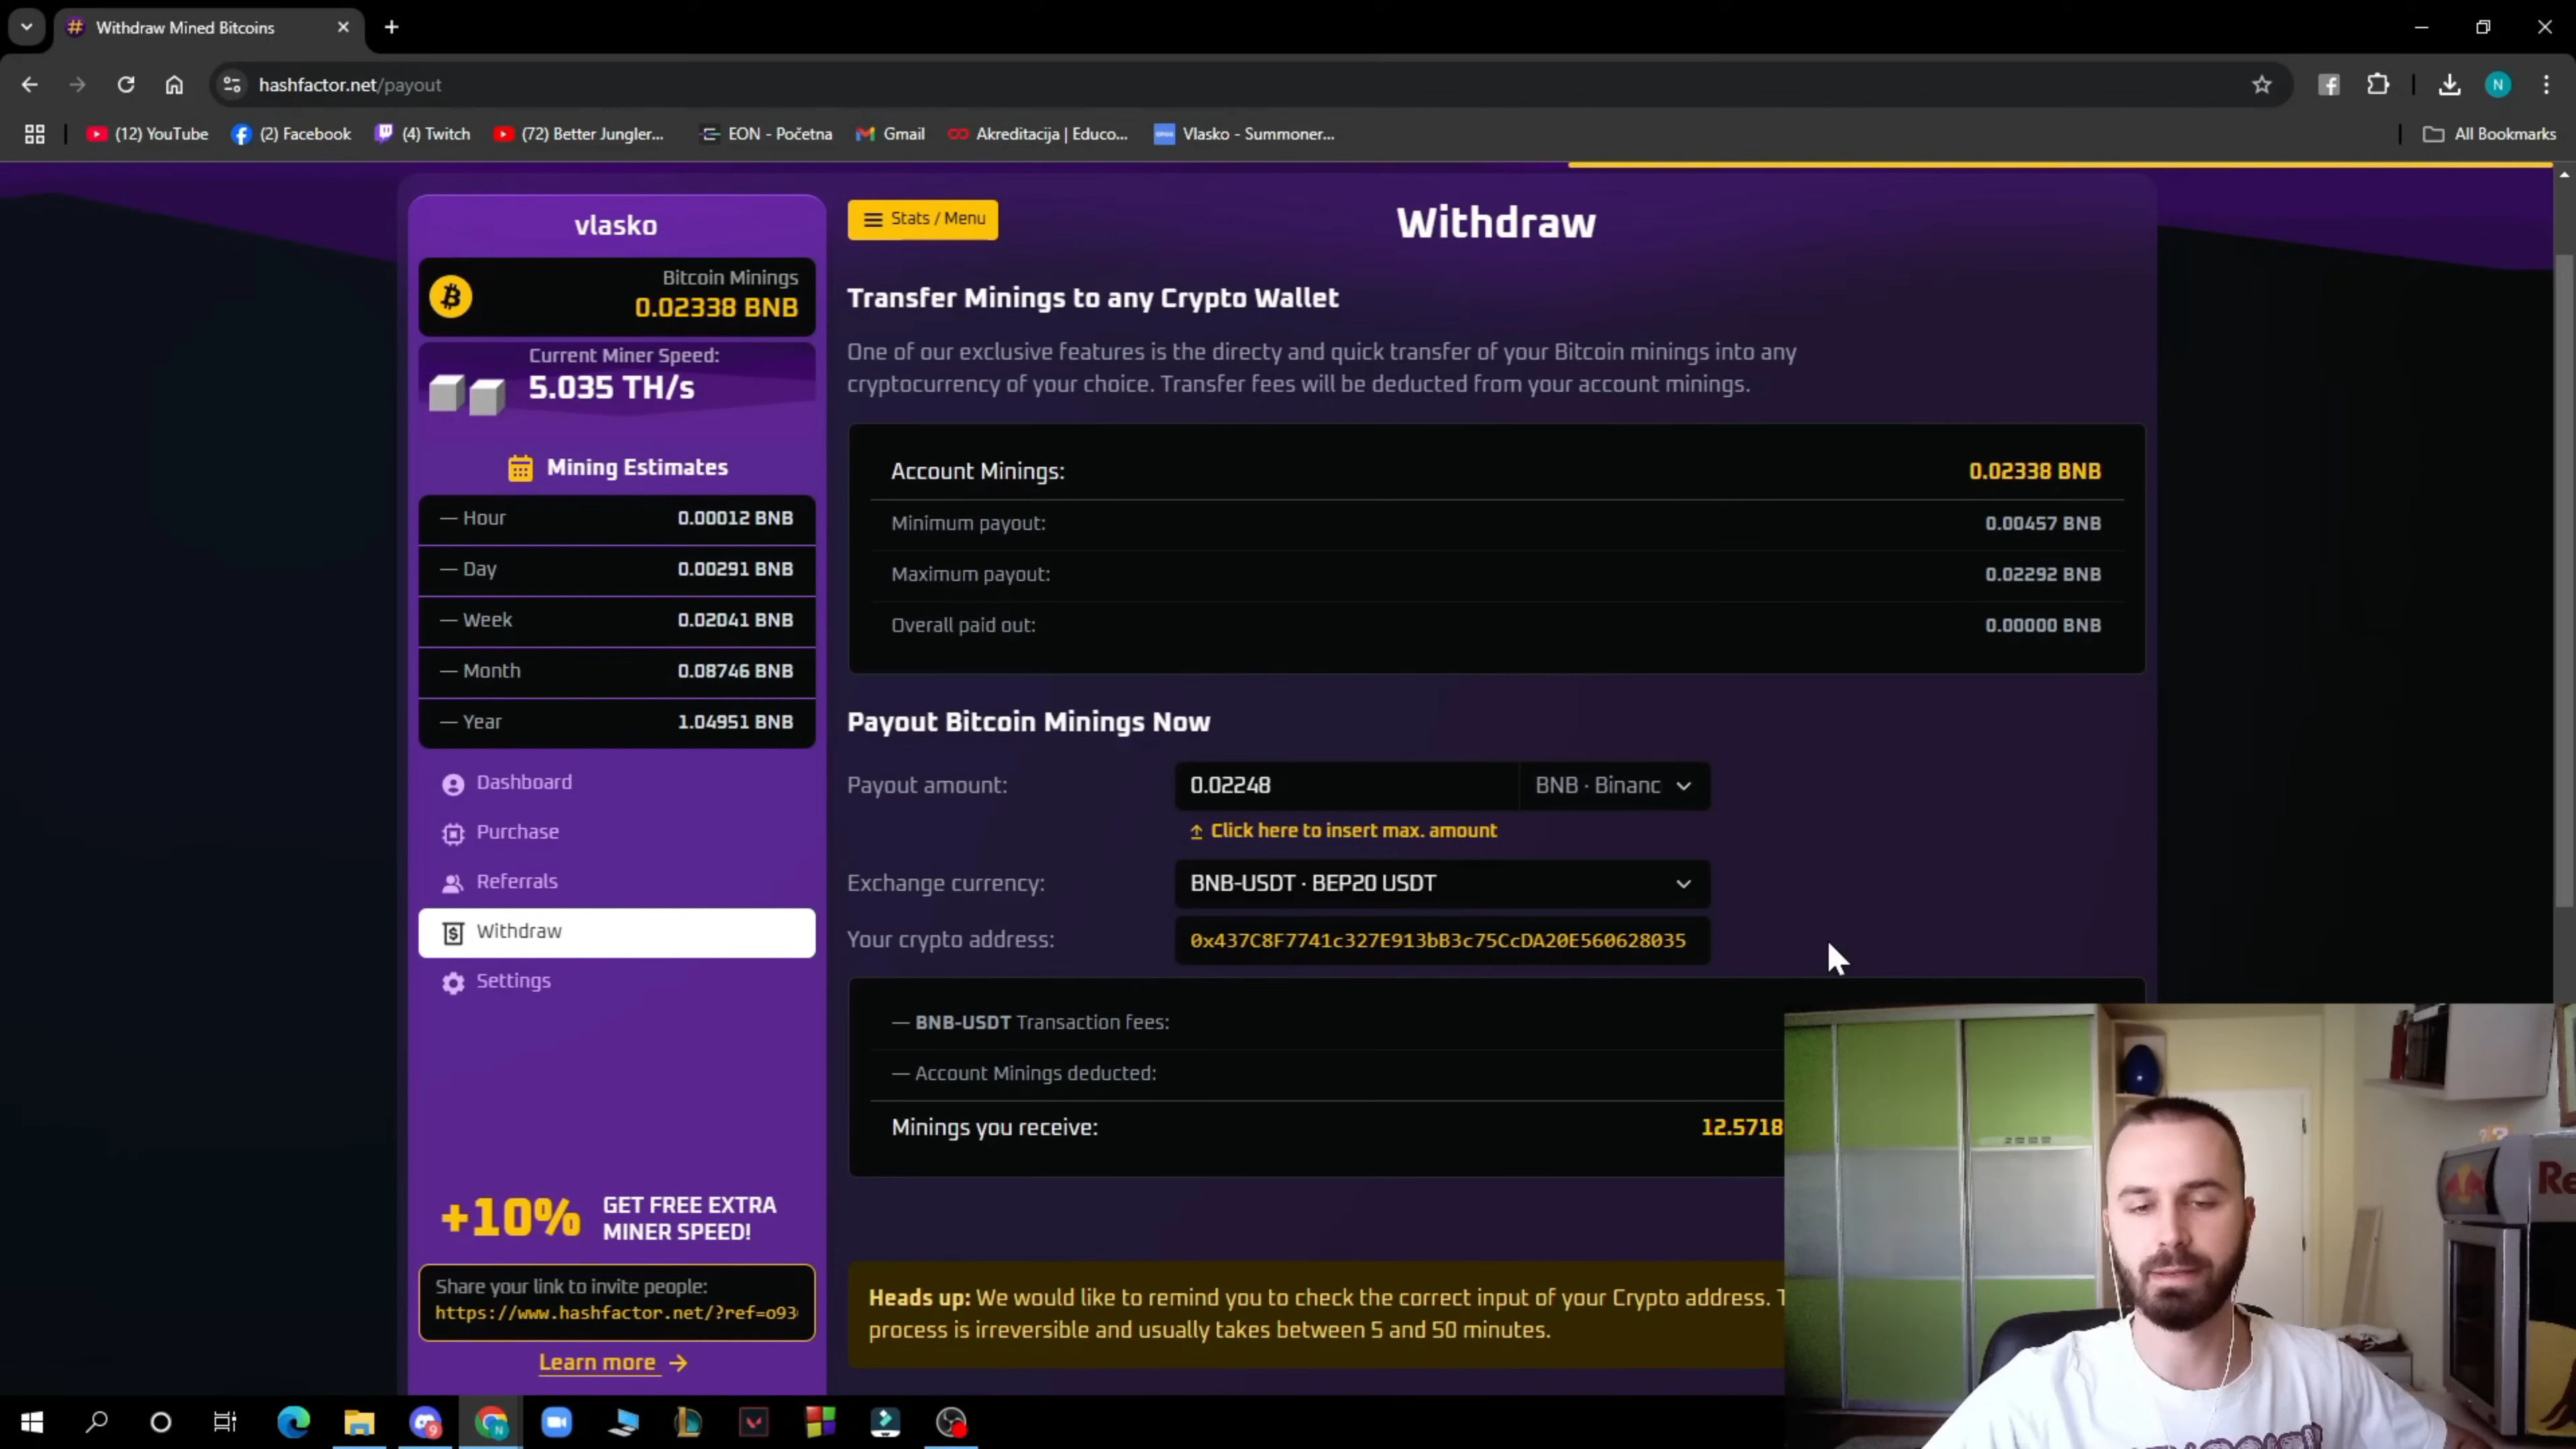 Withdraw Mined Bitcoins
hashfactor.net/payout
N
(12) YouTube
(2) Facebook
(4) Twitch
(72) Better Jungler...
EON - Početna
Gmail
Akreditacija | Educo...
Vlasko - Summoner...
All Bookmarks
vlasko
Bitcoin Minings
0.02338 BNB
Current Miner Speed:
5.035 TH/s
Mining Estimates
— Hour 0.00012 BNB
— Day 0.00291 BNB
— Week 0.02041 BNB
— Month 0.08746 BNB
— Year 1.04951 BNB
Dashboard
Purchase
Referrals
Withdraw
Settings
+10% GET FREE EXTRA
MINER SPEED!
Share your link to invite people:
https://www.hashfactor.net/?ref=o93
Learn more →
Stats / Menu
Withdraw
Transfer Minings to any Crypto Wallet
One of our exclusive features is the directy and quick transfer of your Bitcoin minings into any
cryptocurrency of your choice. Transfer fees will be deducted from your account minings.
Account Minings: 0.02338 BNB
Minimum payout: 0.00457 BNB
Maximum payout: 0.02292 BNB
Overall paid out: 0.00000 BNB
Payout Bitcoin Minings Now
Payout amount: 0.02248 BNB · Binanc
Click here to insert max. amount
Exchange currency: BNB-USDT · BEP20 USDT
Your crypto address: 0x437C8F7741c327E913bB3c75CcDA20E560628035
— BNB-USDT Transaction fees:
— Account Minings deducted:
Minings you receive: 12.5718
Heads up: We would like to remind you to check the correct input of your Crypto address. T
process is irreversible and usually takes between 5 and 50 minutes.
Re
9
N